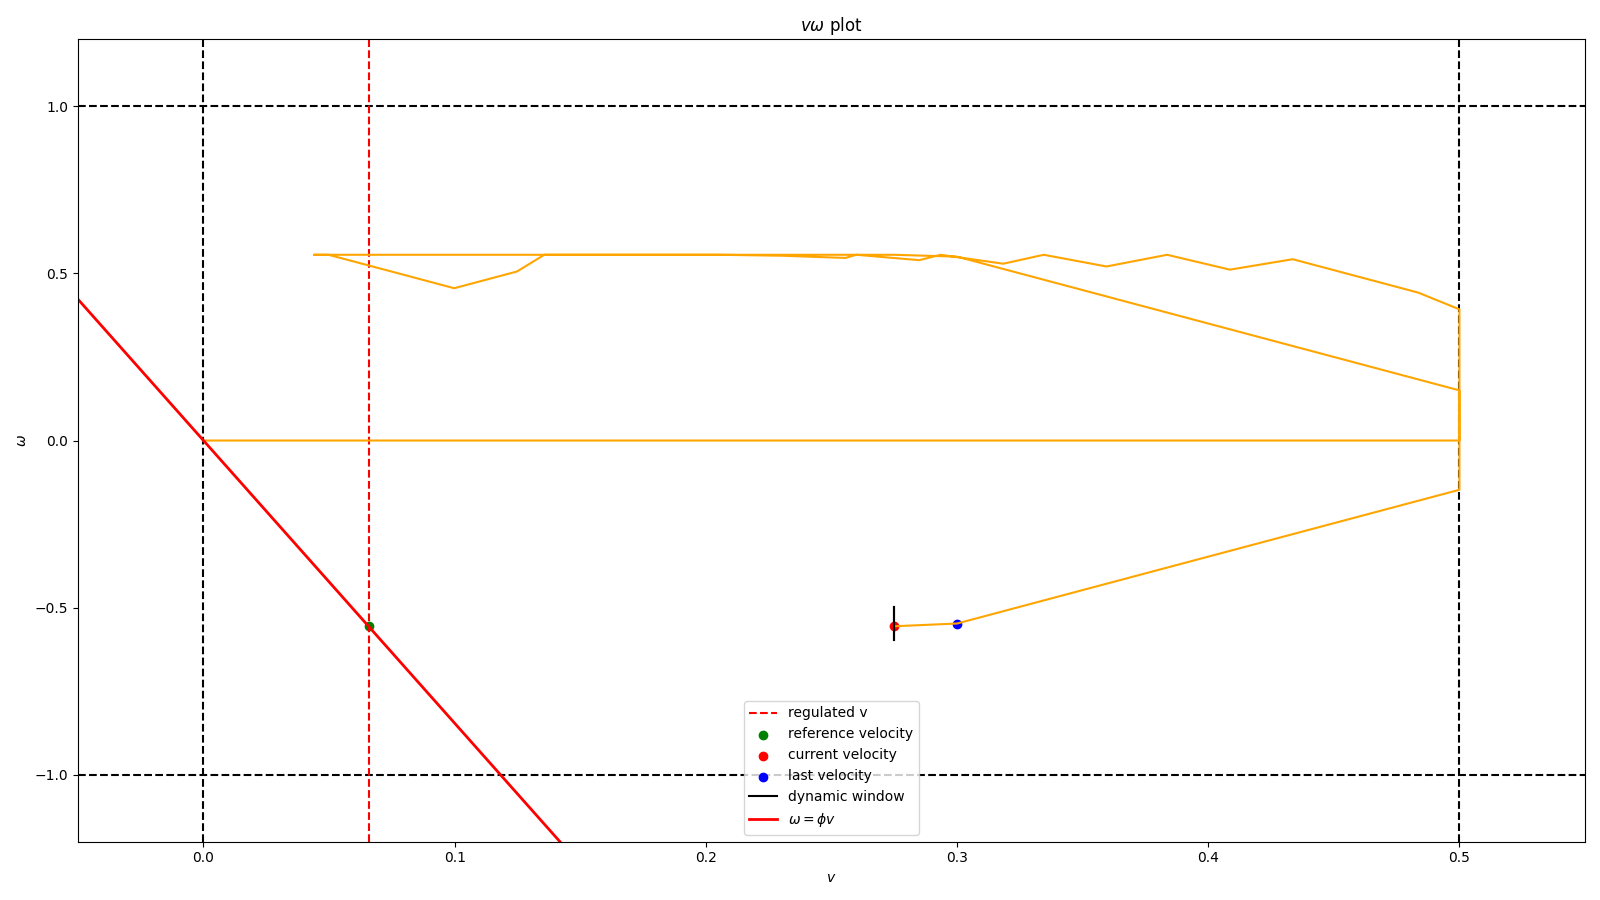 vω plot
1.0
0.5
0.0
−0.5
−1.0
ω
0.0 0.1 0.2 0.3 0.4 0.5
v
regulated v
reference velocity
current velocity
last velocity
dynamic window
ω = ϕv